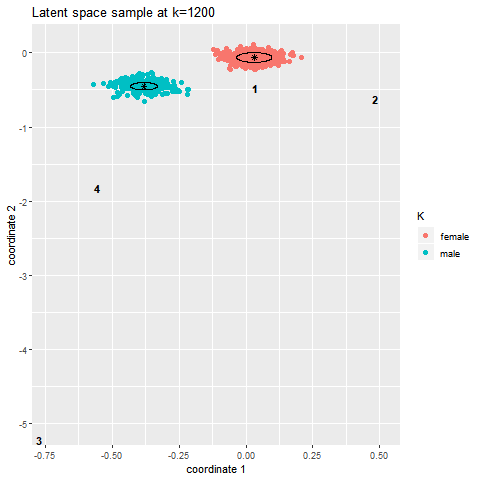 Latent space sample at k=1200
0
-1
-2
-3
-4
-5
coordinate 2
1
2
4
3
-0.75
-0.50
-0.25
0.00
0.25
0.50
coordinate 1
K
female
male